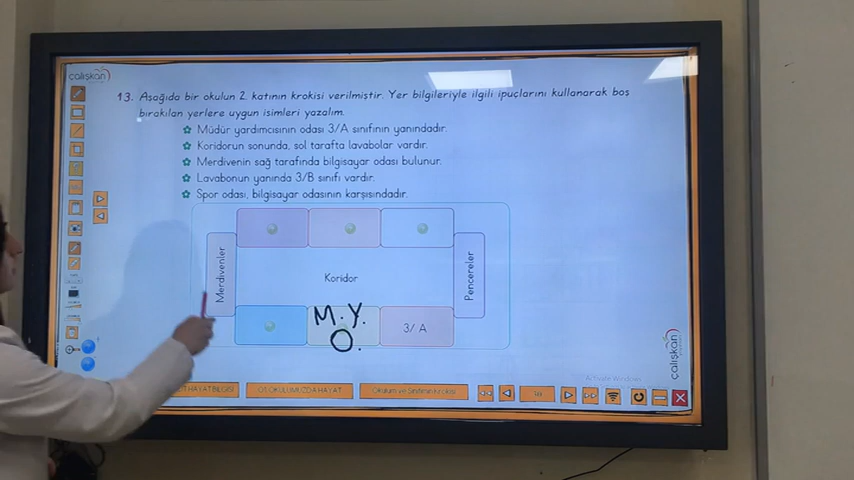 çalışkan
13. Aşağıda bir okulun 2. katının krokisi verilmiştir. Yer bilgileriyle ilgili ipuçlarını kullanarak boş
bırakılan yerlere uygun isimleri yazalım.
Müdür yardımcısının odası 3/A sınıfının yanındadır.
Koridorun sonunda, sol tarafta lavabolar vardır.
Merdivenin sağ tarafında bilgisayar odası bulunur.
Lavabonun yanında 3/B sınıfı vardır.
Spor odası, bilgisayar odasının karşısındadır.
Merdivenler
Koridor
Pencereler
M.Y.
O.
3/A
çalışkan
Activate Windows
HAYAT BİLGİSİ
OKULUMUZDA HAYAT
Okulum ve Sınıfımın Krokisi